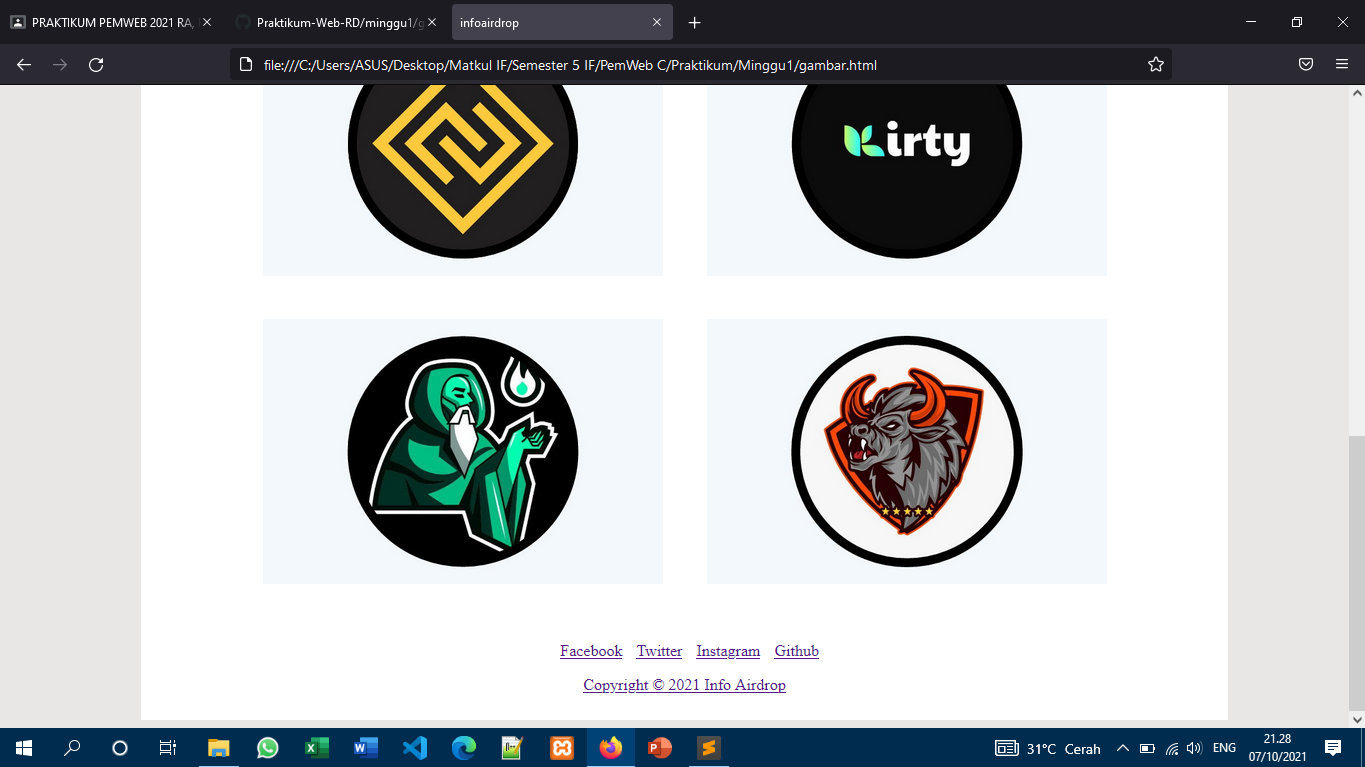 PRAKTIKUM PEMWEB 2021 RA,
Praktikum-Web-RD/minggu1/g
infoairdrop
file:///C:/Users/ASUS/Desktop/Matkul IF/Semester 5 IF/PemWeb C/Praktikum/Minggu1/gambar.html
Kirty
Facebook Twitter Instagram Github
Copyright © 2021 Info Airdrop
31°C Cerah
ENG
21.28
07/10/2021